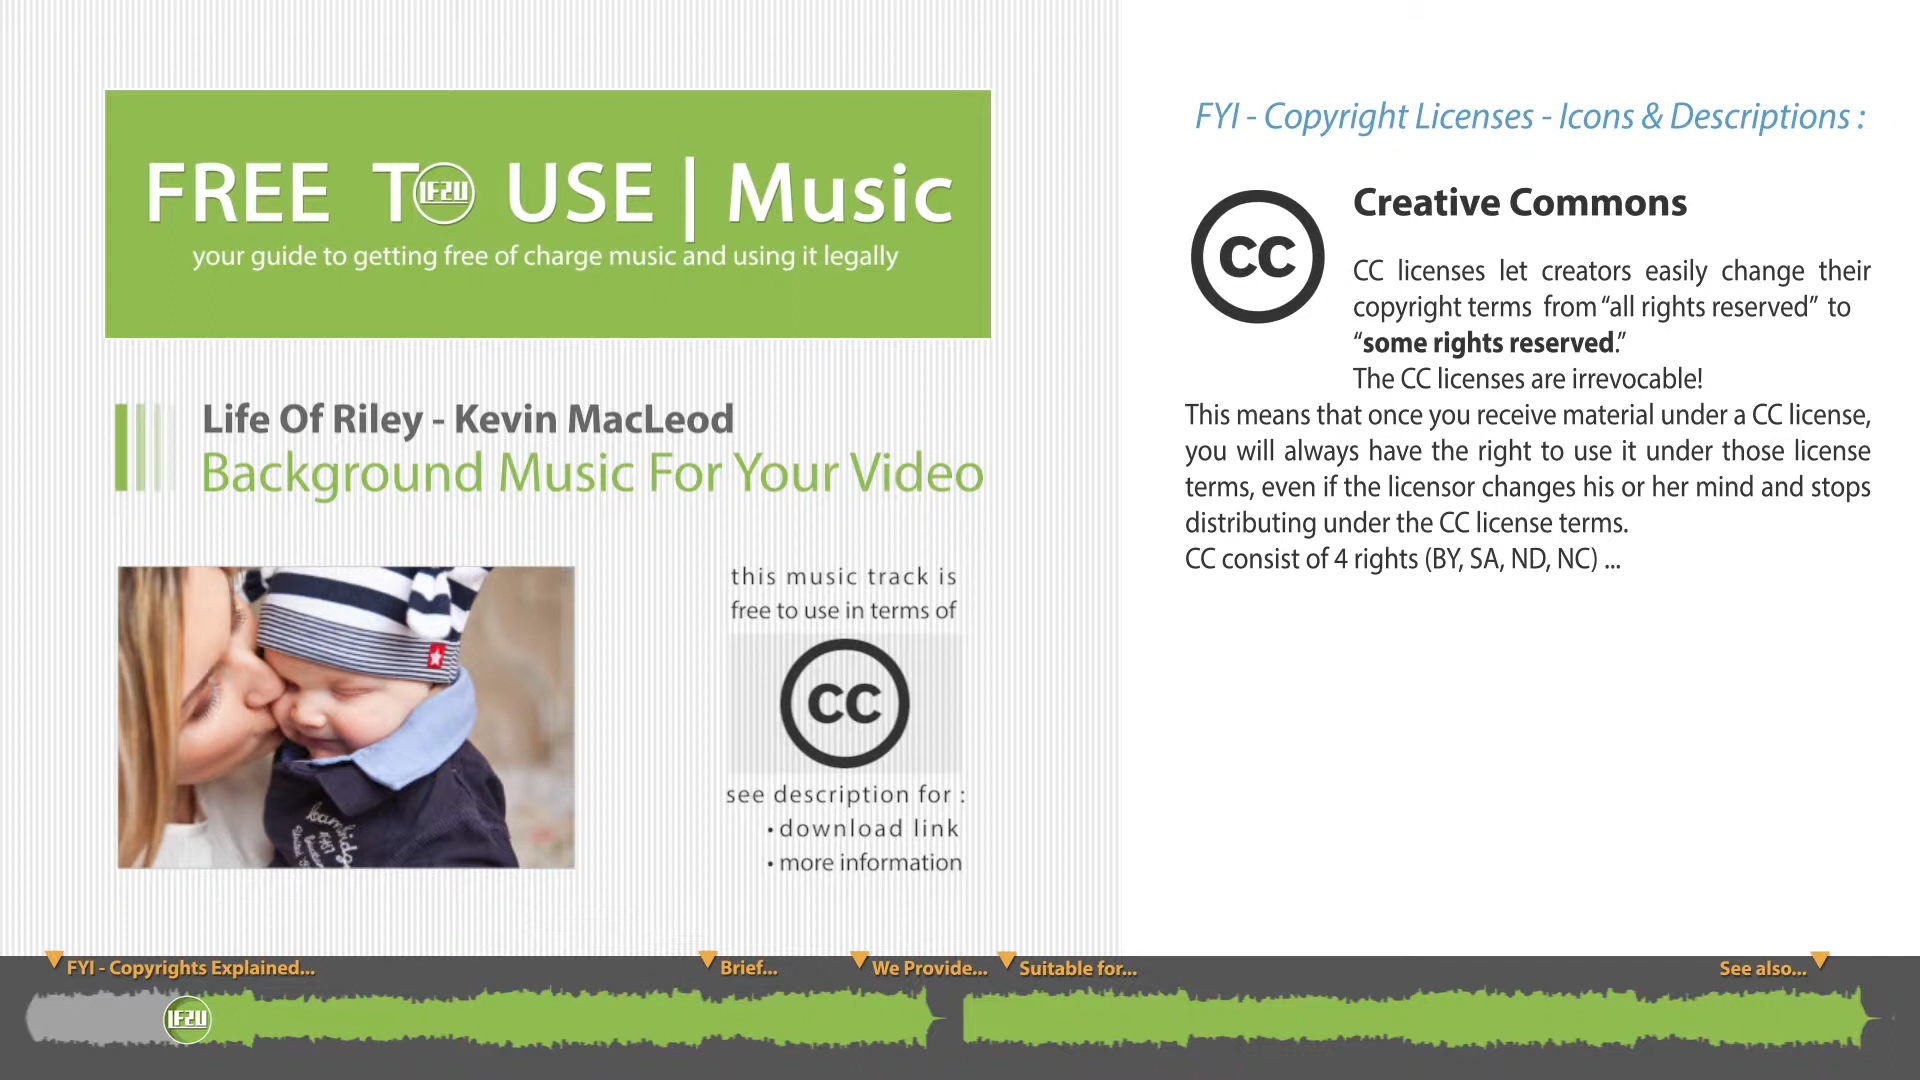 FREE TO USE | Music
your guide to getting free of charge music and using it legally
Life Of Riley - Kevin MacLeod
Background Music For Your Video
this music track is
free to use in terms of
CC
see description for :
• download link
• more information
FYI - Copyright Licenses - Icons & Descriptions :
CC
Creative Commons
CC licenses let creators easily change their
copyright terms from “all rights reserved” to
“some rights reserved.”
The CC licenses are irrevocable!
This means that once you receive material under a CC license,
you will always have the right to use it under those license
terms, even if the licensor changes his or her mind and stops
distributing under the CC license terms.
CC consist of 4 rights (BY, SA, ND, NC) ...
FYI - Copyrights Explained...
Brief...
We Provide...
Suitable for...
See also...